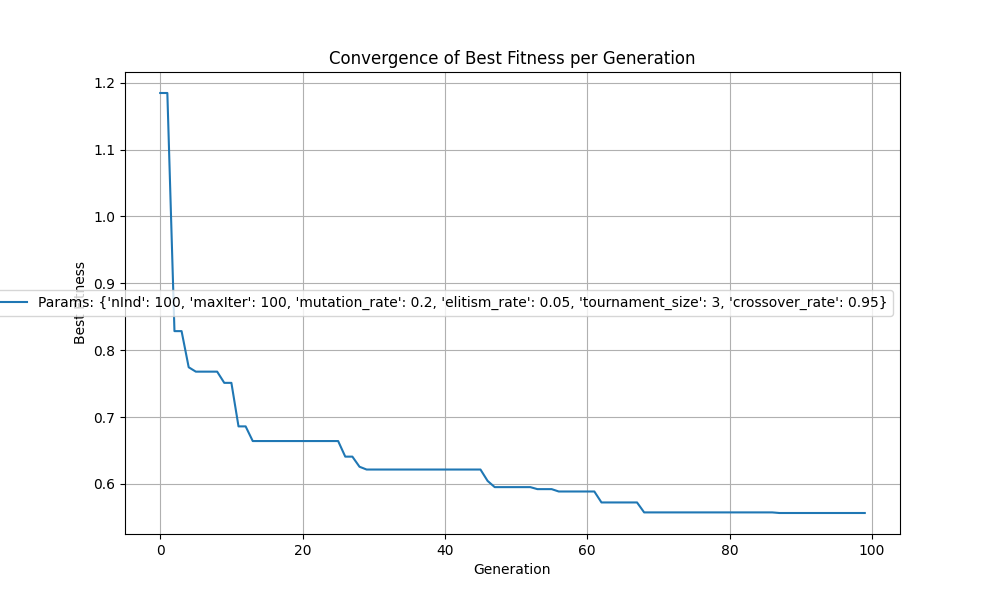 Convergence of Best Fitness per Generation
1.2
1.1
1.0
0.9
0.8
0.7
0.6
Best Fitness
Params: {'nInd': 100, 'maxIter': 100, 'mutation_rate': 0.2, 'elitism_rate': 0.05, 'tournament_size': 3, 'crossover_rate': 0.95}
0 20 40 60 80 100
Generation